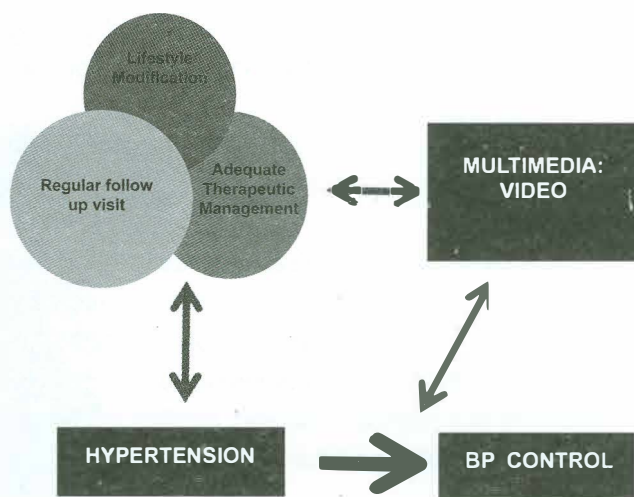 Lifestyle
Modification
Regular follow
up visit
Adequate
Therapeutic
Management
MULTIMEDIA:
VIDEO
HYPERTENSION
BP CONTROL